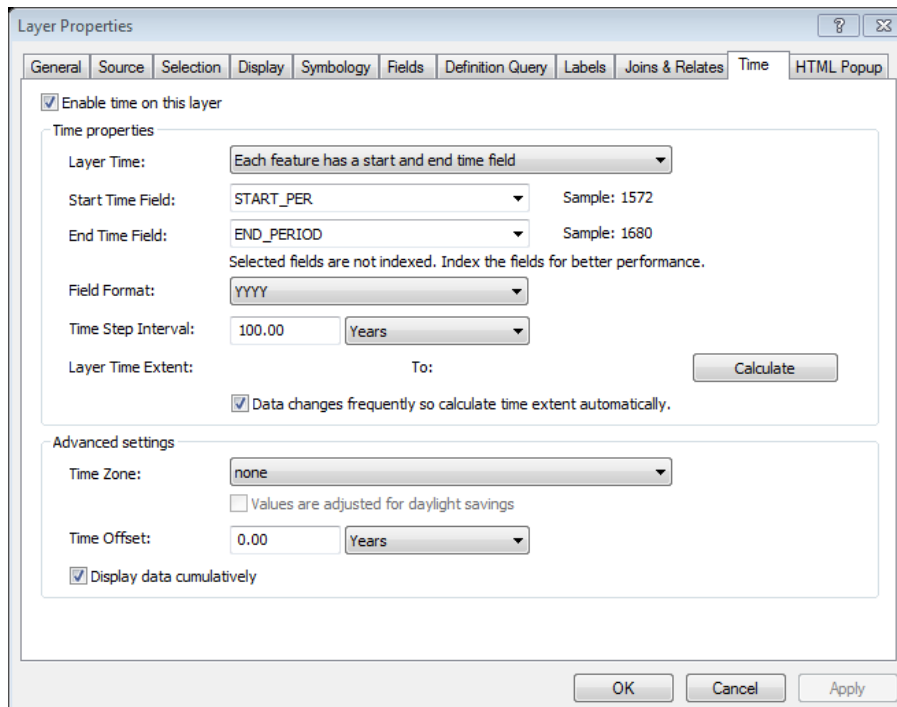 Layer Properties
General Source Selection Display Symbology Fields Definition Query Labels Joins & Relates Time HTML Popup
Enable time on this layer
Time properties
Layer Time: Each feature has a start and end time field
Start Time Field: START_PER Sample: 1572
End Time Field: END_PERIOD Sample: 1680
Selected fields are not indexed. Index the fields for better performance.
Field Format: YYYY
Time Step Interval: 100.00 Years
Layer Time Extent: To: Calculate
Data changes frequently so calculate time extent automatically.
Advanced settings
Time Zone: none
Values are adjusted for daylight savings
Time Offset: 0.00 Years
Display data cumulatively
OK Cancel Apply